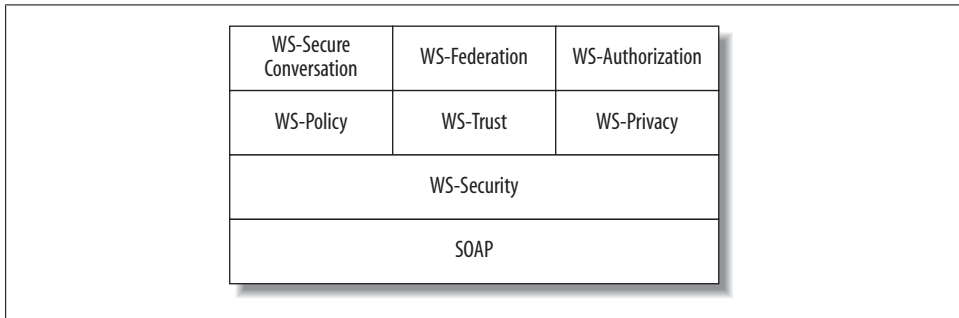 WS-Secure
Conversation
WS-Federation
WS-Authorization
WS-Policy
WS-Trust
WS-Privacy
WS-Security
SOAP